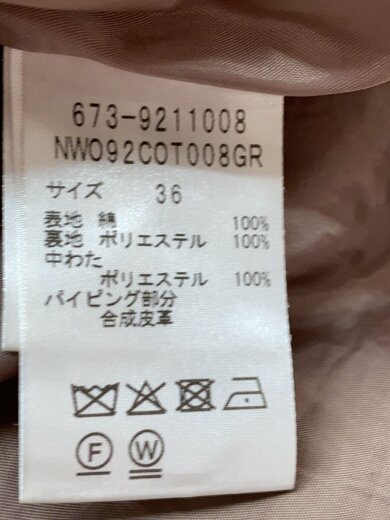 673-9211008
NW092COT008GR
サイズ 36
表地 綿 100%
裏地 ポリエステル 100%
中わた
ポリエステル 100%
パイピング部分
合成皮革
F W